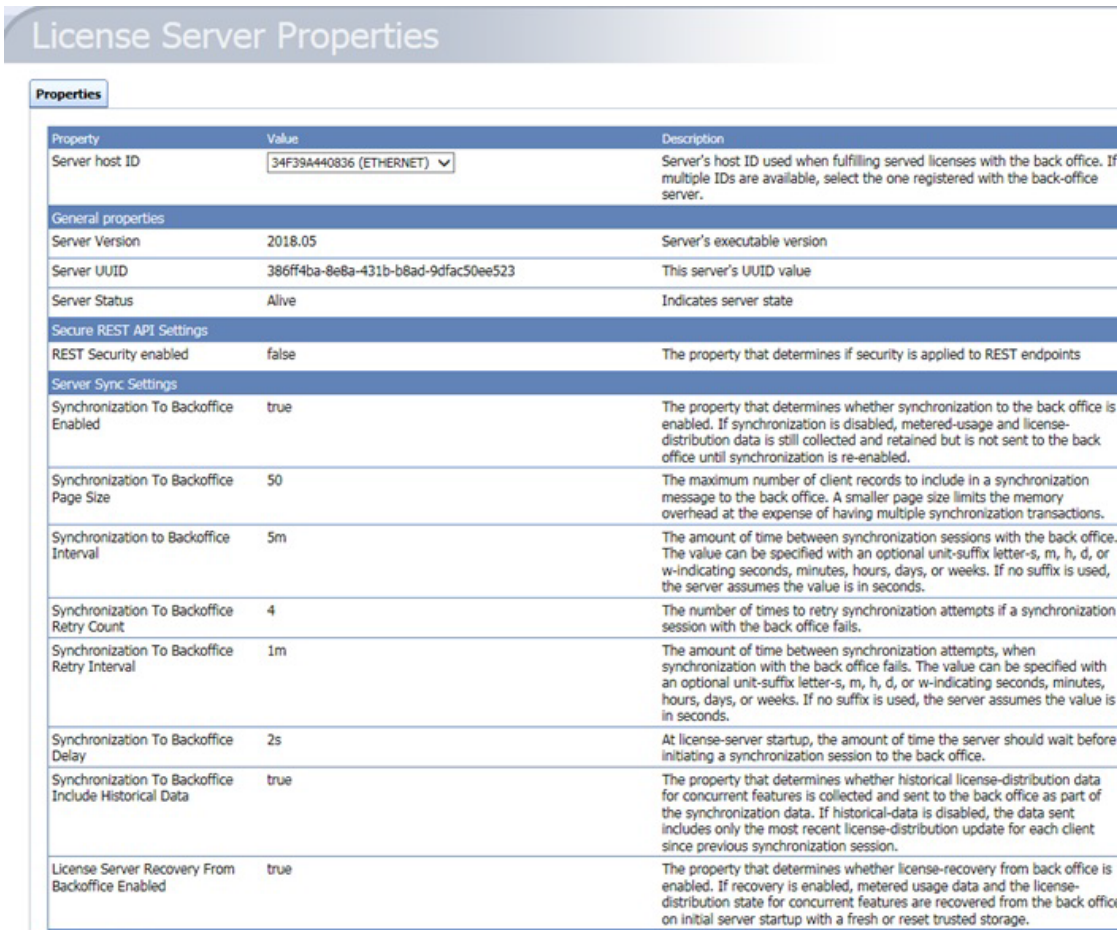 License Server Properties
Properties
Property Value Description
Server host ID 34F39A440836 (ETHERNET) Server's host ID used when fulfilling served licenses with the back office. If
multiple IDs are available, select the one registered with the back-office
server.
General properties
Server Version 2018.05 Server's executable version
Server UUID 386ff4ba-8e8a-431b-b8ad-9dfac50ee523 This server's UUID value
Server Status Alive Indicates server state
Secure REST API Settings
REST Security enabled false The property that determines if security is applied to REST endpoints
Server Sync Settings
Synchronization To Backoffice true The property that determines whether synchronization to the back office is
Enabled enabled. If synchronization is disabled, metered-usage and license-
distribution data is still collected and retained but is not sent to the back
office until synchronization is re-enabled.
Synchronization To Backoffice 50 The maximum number of client records to include in a synchronization
Page Size message to the back office. A smaller page size limits the memory
overhead at the expense of having multiple synchronization transactions.
Synchronization to Backoffice 5m The amount of time between synchronization sessions with the back office.
Interval The value can be specified with an optional unit-suffix letter-s, m, h, d, or
w-indicating seconds, minutes, hours, days, or weeks. If no suffix is used,
the server assumes the value is in seconds.
Synchronization To Backoffice 4 The number of times to retry synchronization attempts if a synchronization
Retry Count session with the back office fails.
Synchronization To Backoffice 1m The amount of time between synchronization attempts, when
Retry Interval synchronization with the back office fails. The value can be specified with
an optional unit-suffix letter-s, m, h, d, or w-indicating seconds, minutes,
hours, days, or weeks. If no suffix is used, the server assumes the value is
in seconds.
Synchronization To Backoffice 2s At license-server startup, the amount of time the server should wait before
Delay initiating a synchronization session to the back office.
Synchronization To Backoffice true The property that determines whether historical license-distribution data
Include Historical Data for concurrent features is collected and sent to the back office as part of
the synchronization data. If historical-data is disabled, the data sent
includes only the most recent license-distribution update for each client
since previous synchronization session.
License Server Recovery From true The property that determines whether license-recovery from back office is
Backoffice Enabled enabled. If recovery is enabled, metered usage data and the license-
distribution state for concurrent features are recovered from the back office
on initial server startup with a fresh or reset trusted storage.